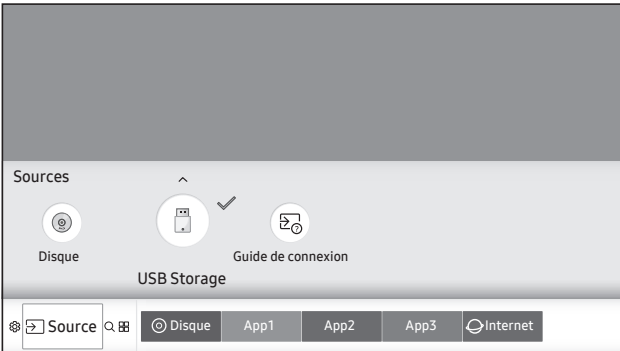 Sources
Disque
USB Storage
Guide de connexion
Source
Disque
App1
App2
App3
Internet